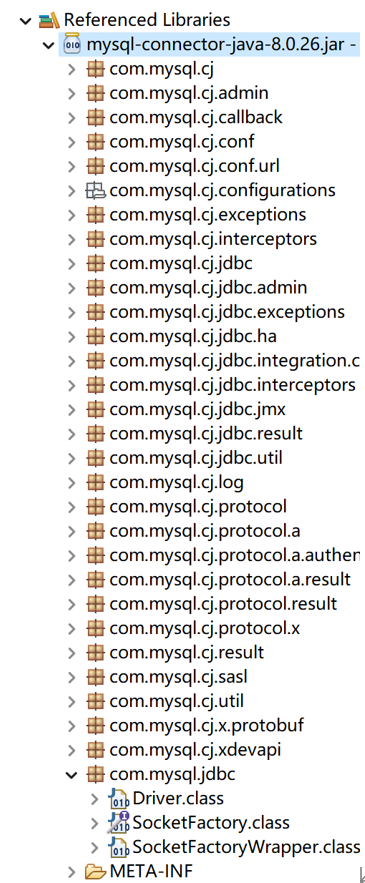 Referenced Libraries
mysql-connector-java-8.0.26.jar -
com.mysql.cj
com.mysql.cj.admin
com.mysql.cj.callback
com.mysql.cj.conf
com.mysql.cj.conf.url
com.mysql.cj.configurations
com.mysql.cj.exceptions
com.mysql.cj.interceptors
com.mysql.cj.jdbc
com.mysql.cj.jdbc.admin
com.mysql.cj.jdbc.exceptions
com.mysql.cj.jdbc.ha
com.mysql.cj.jdbc.integration.c
com.mysql.cj.jdbc.interceptors
com.mysql.cj.jdbc.jmx
com.mysql.cj.jdbc.result
com.mysql.cj.jdbc.util
com.mysql.cj.log
com.mysql.cj.protocol
com.mysql.cj.protocol.a
com.mysql.cj.protocol.a.authen
com.mysql.cj.protocol.a.result
com.mysql.cj.protocol.result
com.mysql.cj.protocol.x
com.mysql.cj.result
com.mysql.cj.sasl
com.mysql.cj.util
com.mysql.cj.x.protobuf
com.mysql.cj.xdevapi
com.mysql.jdbc
Driver.class
SocketFactory.class
SocketFactoryWrapper.class
META-INF